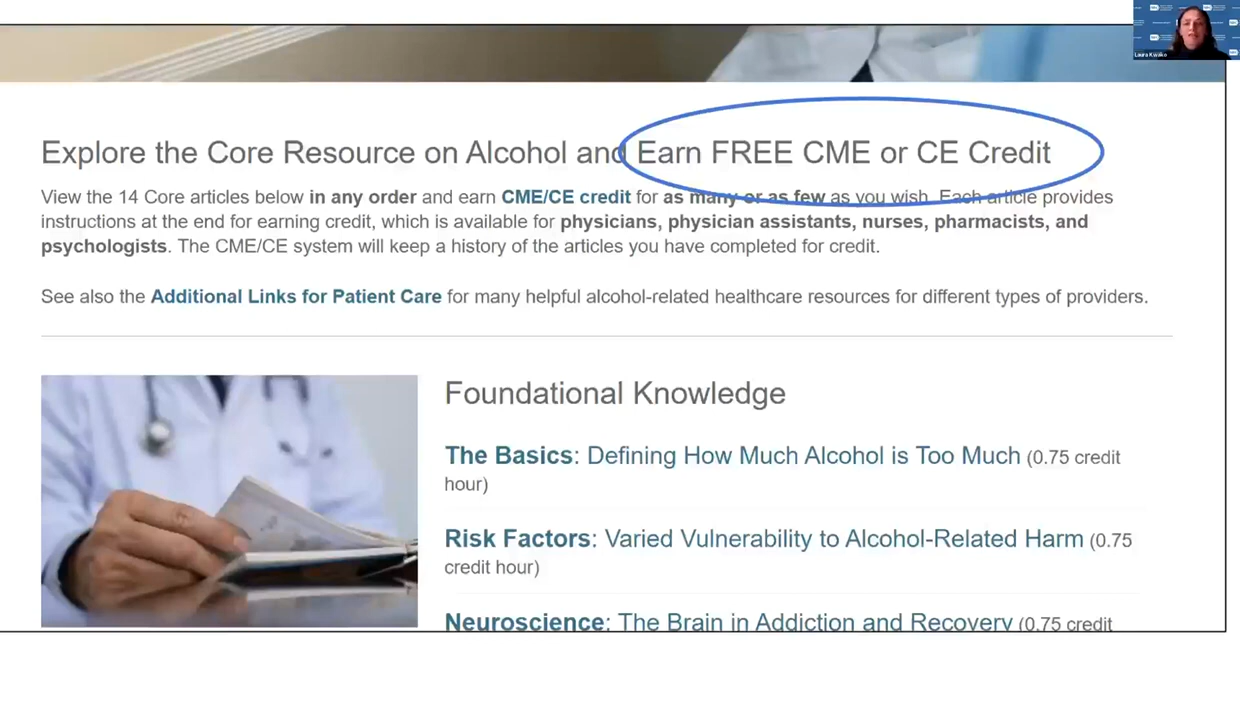 Laura Kwako
Explore the Core Resource on Alcohol and Earn FREE CME or CE Credit
View the 14 Core articles below in any order and earn CME/CE credit for as many or as few as you wish. Each article provides
instructions at the end for earning credit, which is available for physicians, physician assistants, nurses, pharmacists, and
psychologists. The CME/CE system will keep a history of the articles you have completed for credit.
See also the Additional Links for Patient Care for many helpful alcohol-related healthcare resources for different types of providers.
Foundational Knowledge
The Basics: Defining How Much Alcohol is Too Much (0.75 credit
hour)
Risk Factors: Varied Vulnerability to Alcohol-Related Harm (0.75
credit hour)
Neuroscience: The Brain in Addiction and Recovery (0.75 credit